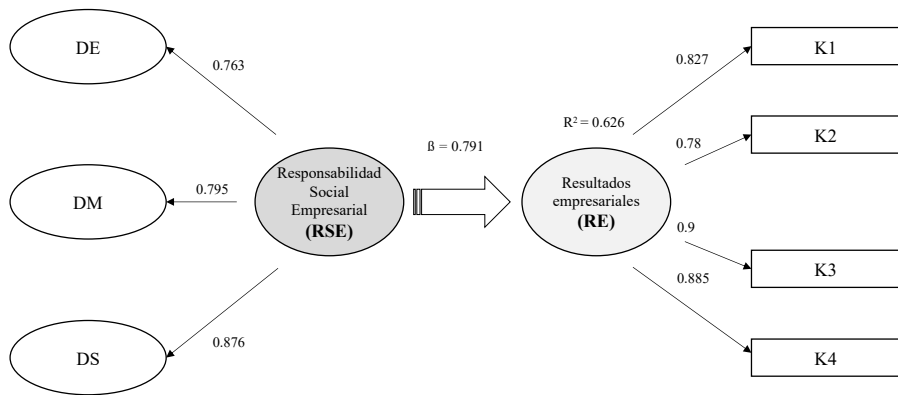 DE
K1
0.763
0.827
R² = 0.626
K2
0.78
ß = 0.791
DM
0.795
Responsabilidad
Social
Empresarial
(RSE)
Resultados
empresariales
(RE)
0.9
K3
0.885
0.876
DS
K4